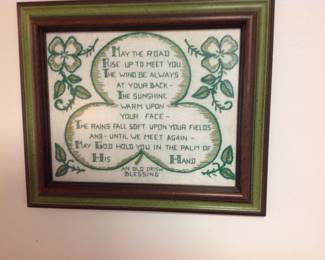 MAY THE ROAD
RISE UP TO MEET YOU
THE WIND BE ALWAYS
AT YOUR BACK -
THE SUNSHINE
WARM UPON
YOUR FACE -
THE RAINS FALL SOFT UPON YOUR FIELDS
AND - UNTIL WE MEET AGAIN -
MAY GOD HOLD YOU IN THE PALM OF
HIS HAND
AN OLD IRISH
BLESSING